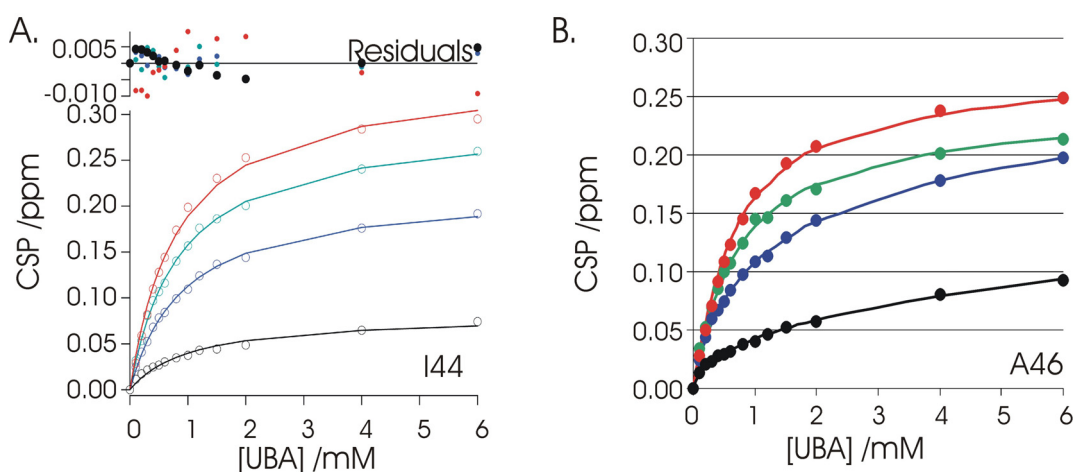 A.
0.005
Residuals
-0.010
0.30
0.25
0.20
0.15
0.10
0.05
0.00
CSP /ppm
I44
0 1 2 3 4 5 6
[UBA] /mM
B.
0.30
0.25
0.20
0.15
0.10
0.05
0.00
CSP /ppm
A46
0 1 2 3 4 5 6
[UBA] /mM